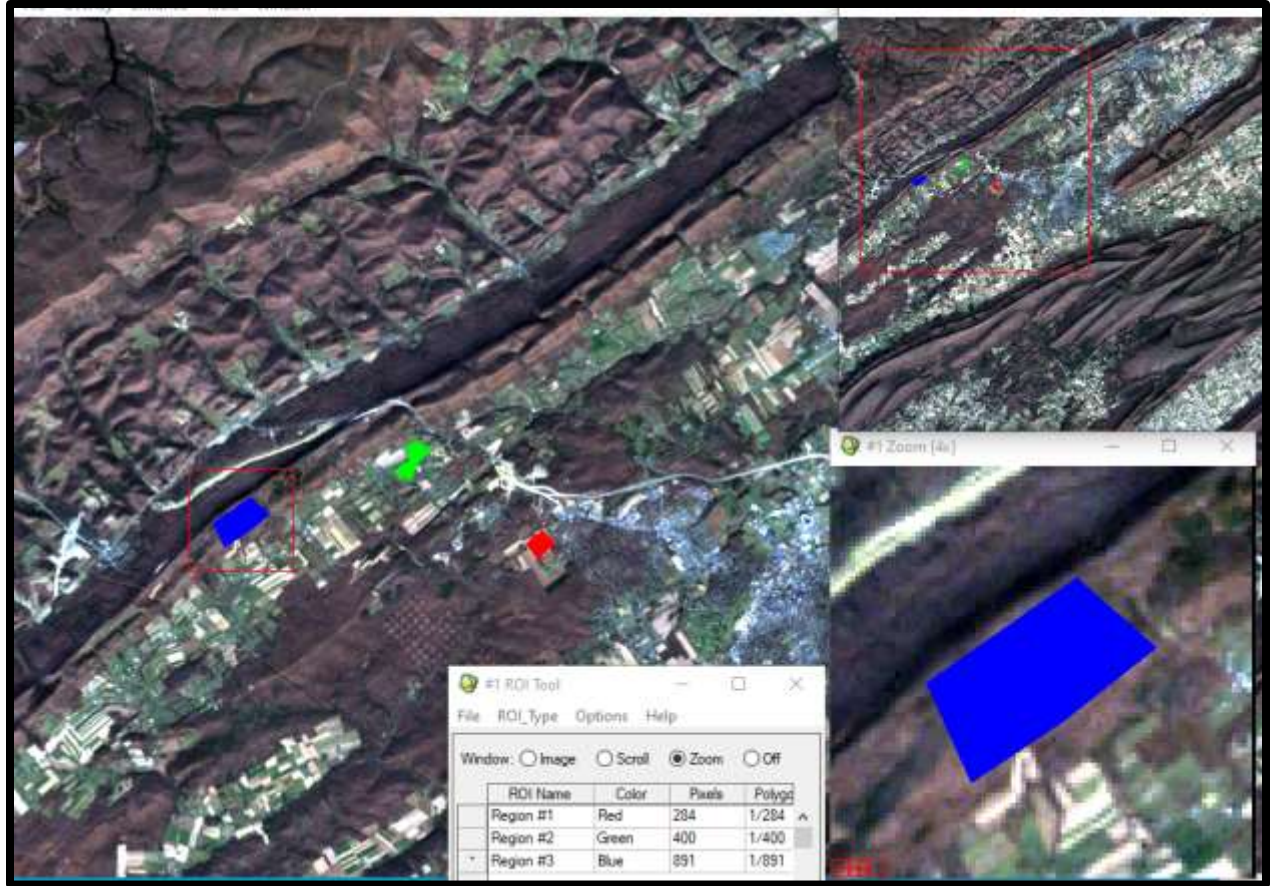 #1 Zoom [4x]
#1 ROI Tool
File ROI_Type Options Help
Window: Image Scroll Zoom Off
ROI Name Color Pixels Polygo
Region #1 Red 284 1/284
Region #2 Green 400 1/400
* Region #3 Blue 891 1/891